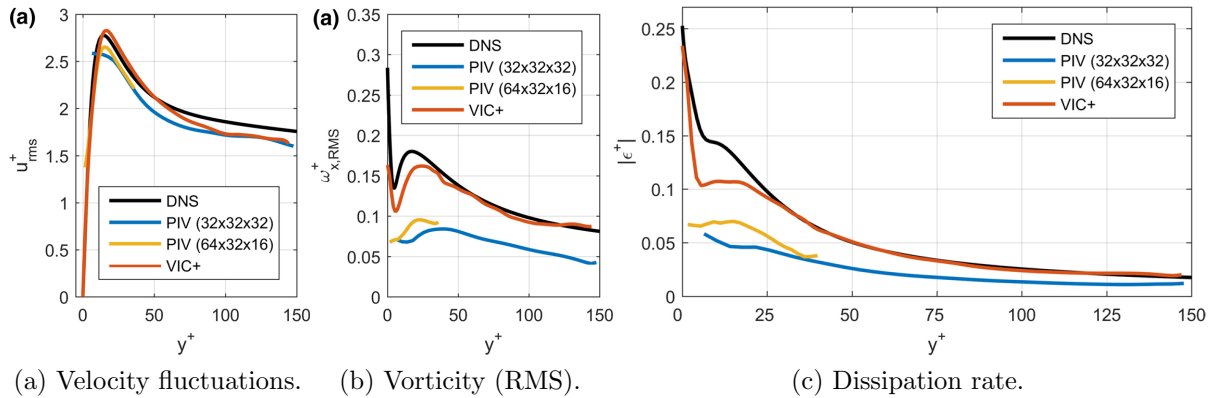 (a)
3
2.5
2
1.5
1
0.5
0
u+rms
DNS
PIV (32x32x32)
PIV (64x32x16)
VIC+
0 50 100 150
y+
(a) Velocity fluctuations.
(a)
0.35
0.3
0.25
0.2
0.15
0.1
0.05
0
ω+x,RMS
DNS
PIV (32x32x32)
PIV (64x32x16)
VIC+
0 50 100 150
y+
(b) Vorticity (RMS).
0.25
0.2
0.15
0.1
0.05
0
|ϵ+|
DNS
PIV (32x32x32)
PIV (64x32x16)
VIC+
0 25 50 75 100 125 150
y+
(c) Dissipation rate.